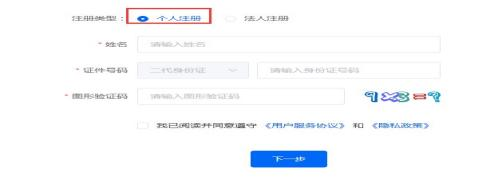 注册类型： 个人注册 法人注册
* 姓名 请输入姓名
* 证件号码 二代身份证 请输入身份证号码
* 图形验证码 请输入图形验证码 9×3=?
我已阅读并同意遵守 《用户服务协议》 和 《隐私政策》
下一步